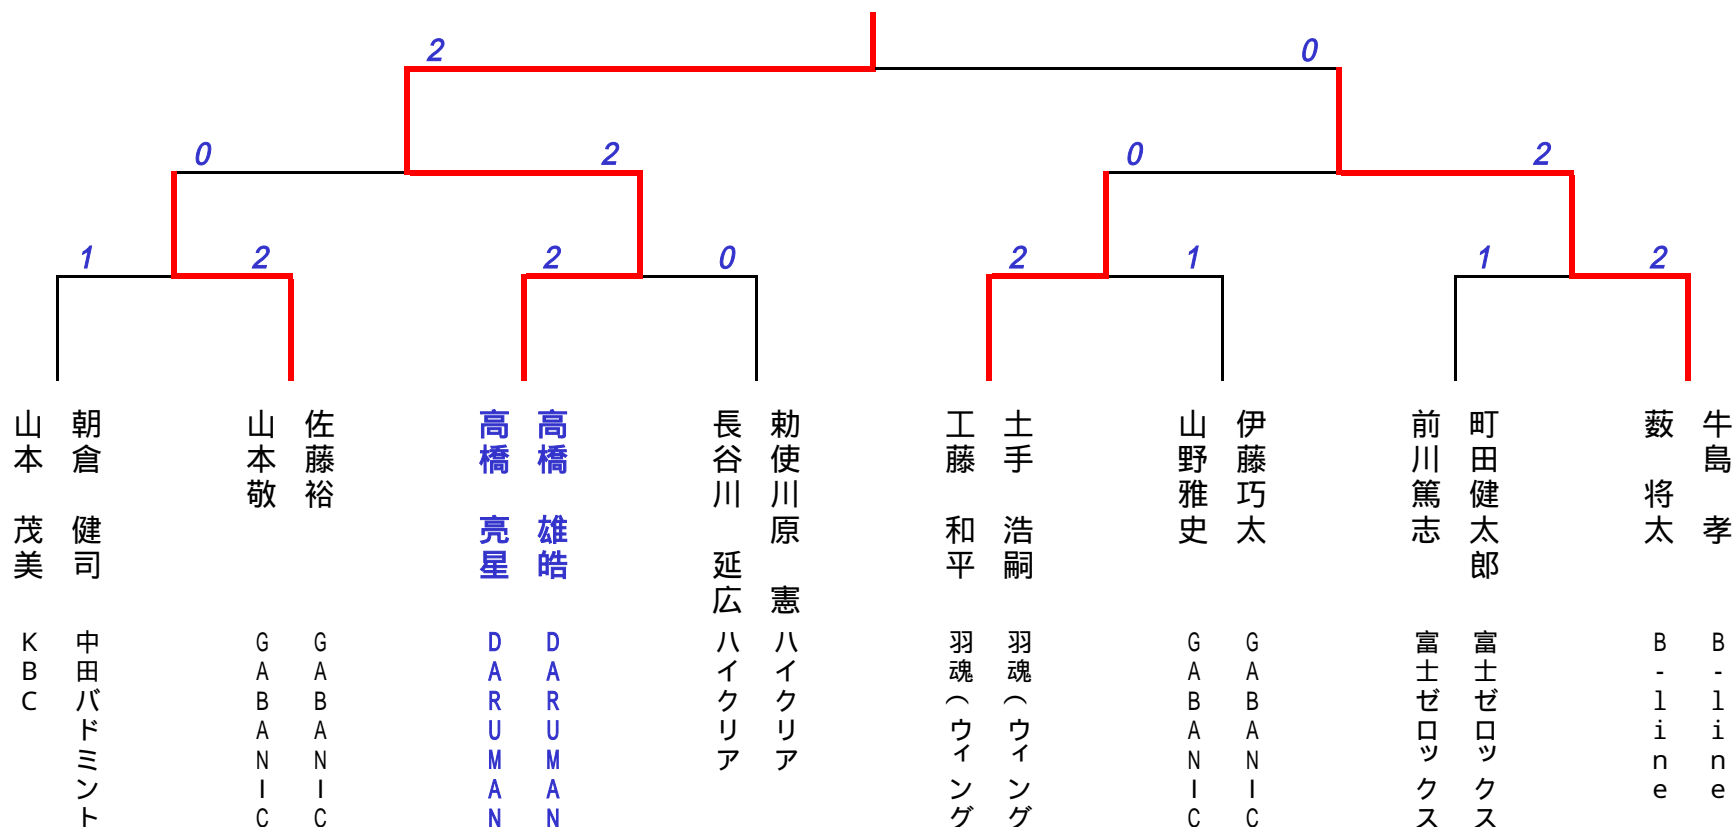 2
0
0
2
0
2
1
2
2
0
2
1
1
2
朝倉　健司
山本　茂美
佐藤裕
山本敬
高橋　雄皓
高橋　亮星
勅使川原　憲
長谷川　延広
土手　浩嗣
工藤　和平
伊藤巧太
山野雅史
町田健太郎
前川篤志
牛島　孝
薮　将太
中田バドミント
KBC
GABANIC
GABANIC
DARUMAN
DARUMAN
ハイクリア
ハイクリア
羽魂(ウィング
羽魂(ウィング
GABANIC
GABANIC
富士ゼロックス
富士ゼロックス
B-line
B-line